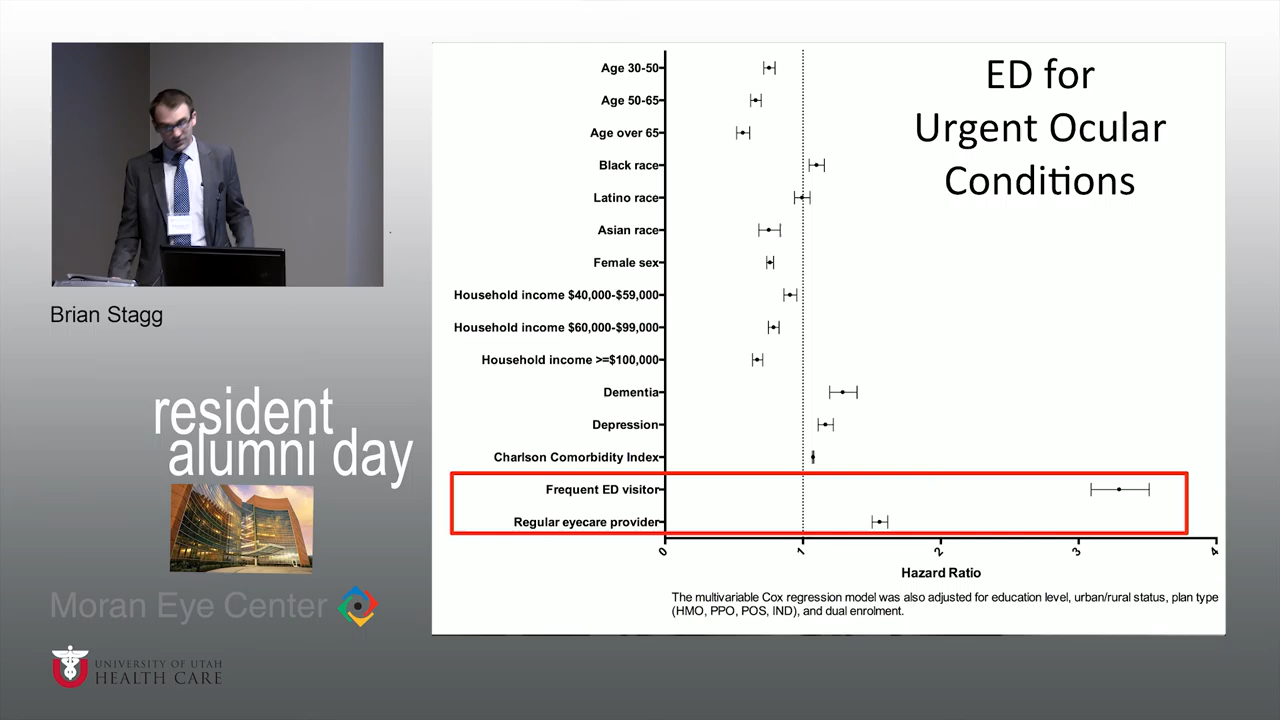 Brian Stagg
resident
alumni day
Moran Eye Center
UNIVERSITY OF UTAH
HEALTH CARE
ED for
Urgent Ocular
Conditions
Age 30-50
Age 50-65
Age over 65
Black race
Latino race
Asian race
Female sex
Household income $40,000-$59,000
Household income $60,000-$99,000
Household income >=$100,000
Dementia
Depression
Charlson Comorbidity Index
Frequent ED visitor
Regular eyecare provider
0 1 2 3 4
Hazard Ratio
The multivariable Cox regression model was also adjusted for education level, urban/rural status, plan type
(HMO, PPO, POS, IND), and dual enrolment.